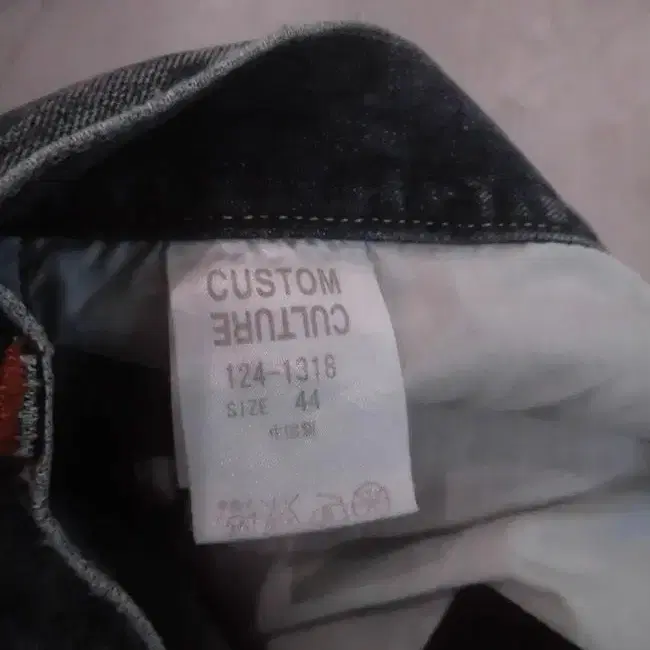 CUSTOM
CULTURE
124-1318
SIZE 44
中国製